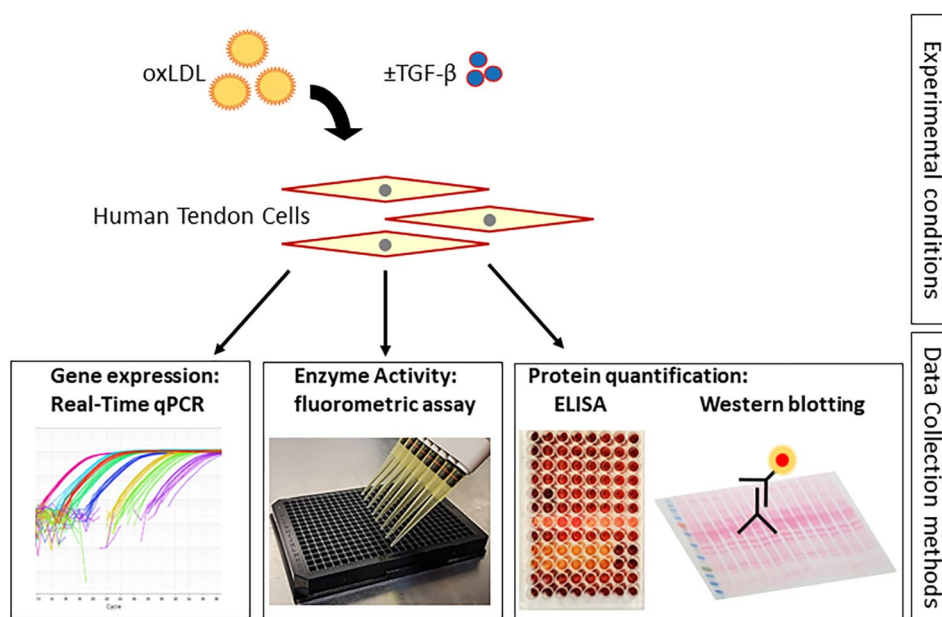 oxLDL
±TGF-β
Human Tendon Cells
Experimental conditions
Gene expression:
Real-Time qPCR
Cycle
Enzyme Activity:
fluorometric assay
Protein quantification:
ELISA
Western blotting
Data Collection methods